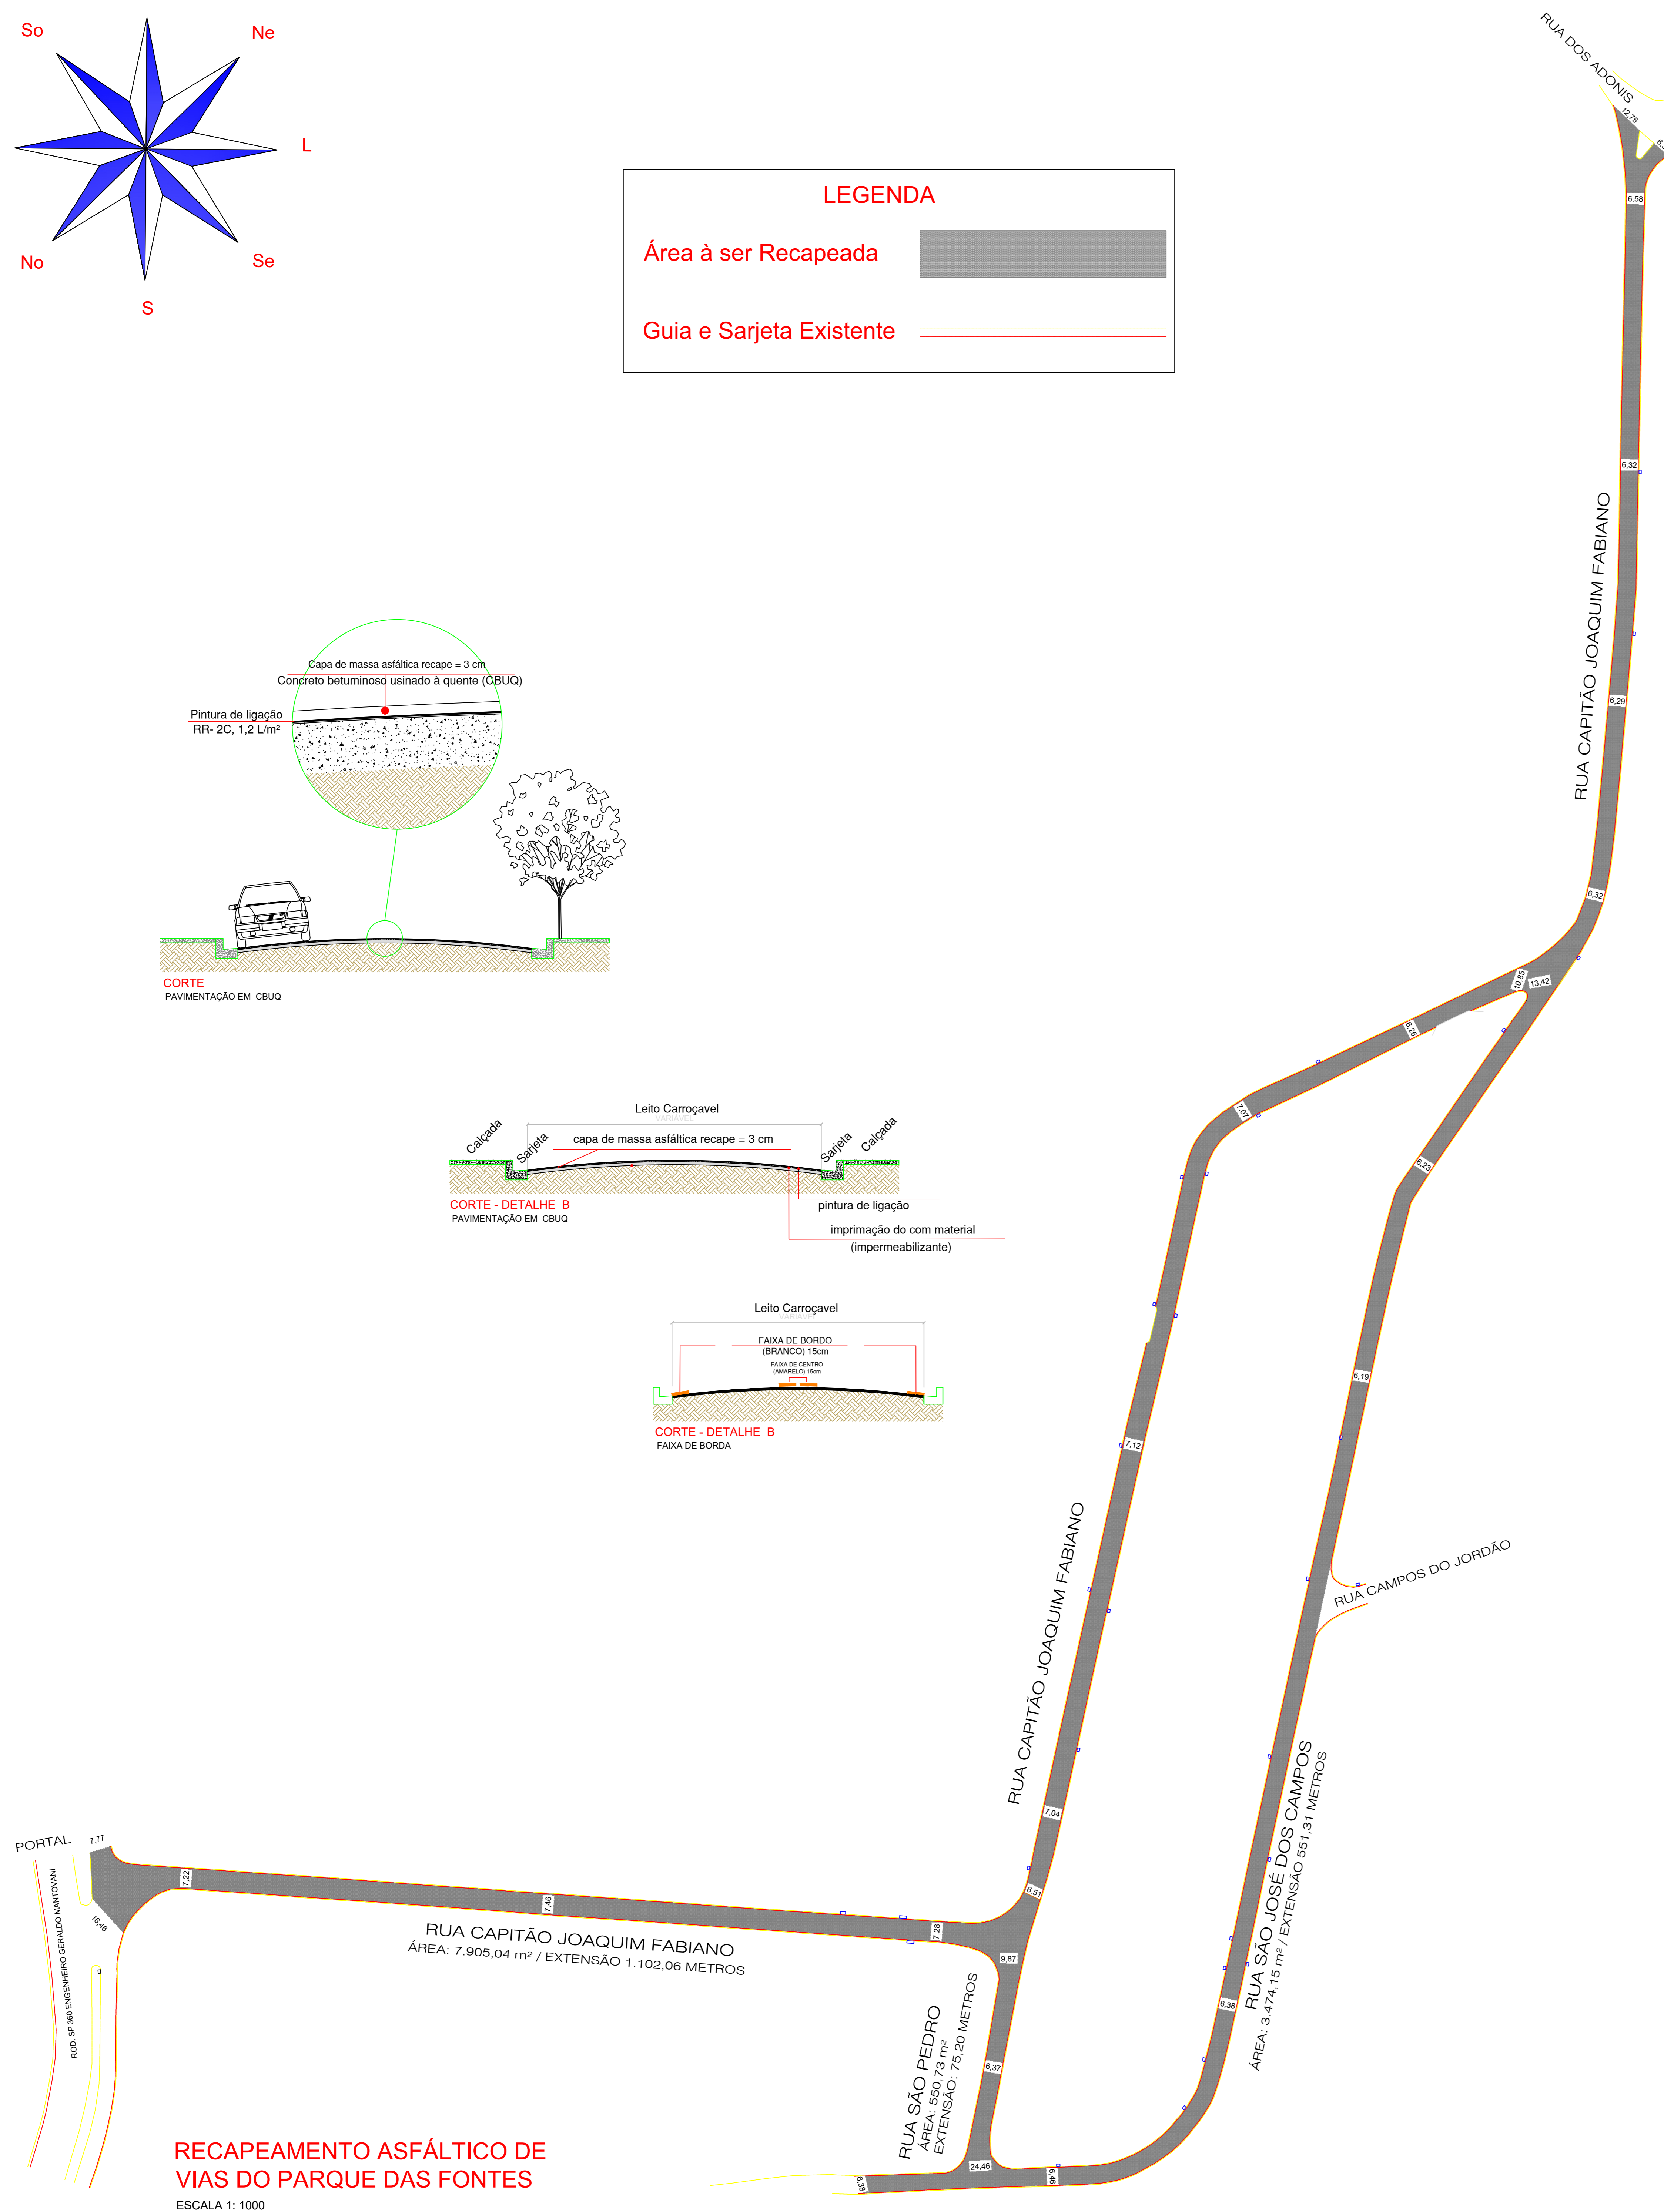 So
Ne
L
No
Se
S
LEGENDA
Área à ser Recapeada
Guia e Sarjeta Existente
RUA DOS ADONIS
12,75
6,58
6,32
RUA CAPITÃO JOAQUIM FABIANO
6,29
6,32
10,85
13,42
6,26
7,07
6,23
6,19
7,12
Capa de massa asfáltica recape = 3 cm
Concreto betuminoso usinado à quente (CBUQ)
Pintura de ligação
RR- 2C, 1,2 L/m²
CORTE
PAVIMENTAÇÃO EM CBUQ
Leito Carroçavel
VARIÁVEL
Calçada
Sarjeta
capa de massa asfáltica recape = 3 cm
Sarjeta
Calçada
CORTE - DETALHE B
PAVIMENTAÇÃO EM CBUQ
pintura de ligação
imprimação do com material
(impermeabilizante)
Leito Carroçavel
VARIÁVEL
FAIXA DE BORDO
(BRANCO) 15cm
FAIXA DE CENTRO
(AMARELO) 15cm
CORTE - DETALHE B
FAIXA DE BORDA
RUA CAPITÃO JOAQUIM FABIANO
RUA CAMPOS DO JORDÃO
7,04
6,51
RUA SÃO JOSÉ DOS CAMPOS
ÁREA: 3.474,15 m² / EXTENSÃO 551,31 METROS
6,38
PORTAL
7,77
16,46
ROD. SP 360 ENGENHEIRO GERALDO MANTOVANI
7,22
7,46
7,28
9,87
RUA CAPITÃO JOAQUIM FABIANO
ÁREA: 7.905,04 m² / EXTENSÃO 1.102,06 METROS
RUA SÃO PEDRO
ÁREA: 550,73 m²
EXTENSÃO: 75,20 METROS
6,37
24,46
6,46
6,38
RECAPEAMENTO ASFÁLTICO DE
VIAS DO PARQUE DAS FONTES
ESCALA 1: 1000